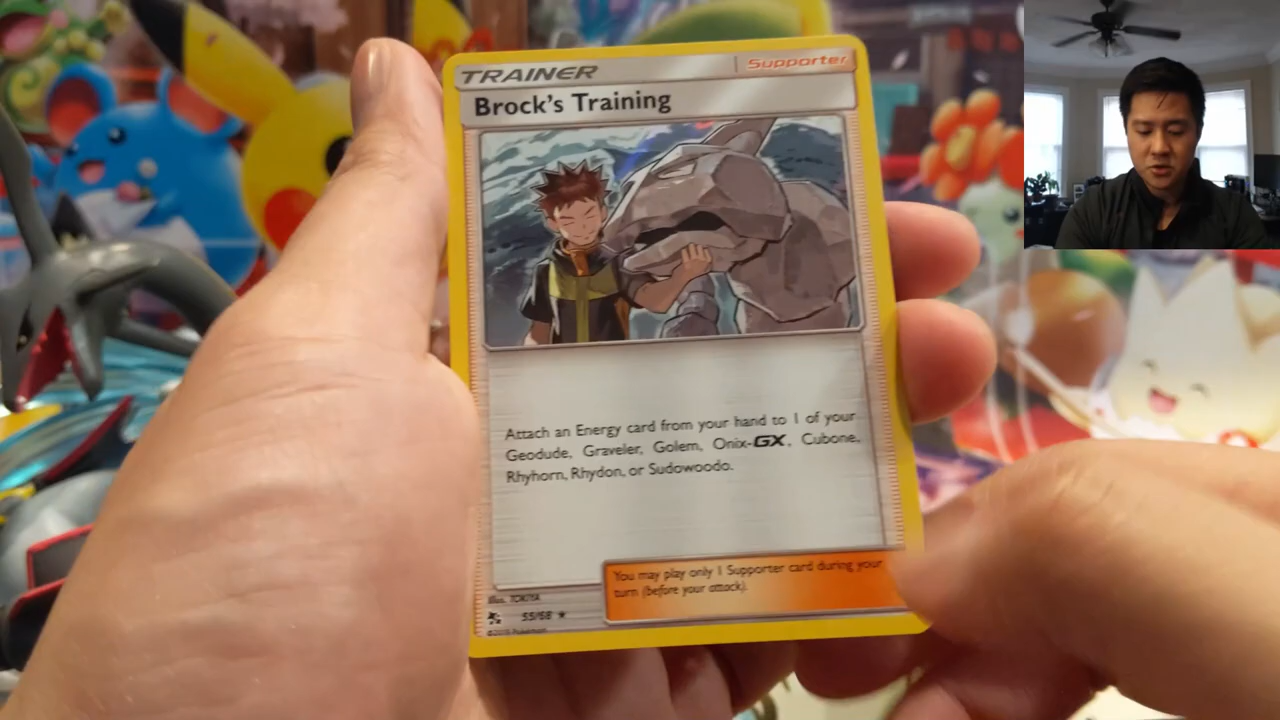 TRAINER Supporter
Brock's Training
Attach an Energy card from your hand to 1 of your
Geodude, Graveler, Golem, Onix-GX, Cubone,
Rhyhorn, Rhydon, or Sudowoodo.
You may play only 1 Supporter card during your
turn (before your attack).
Illus. TOKIYA
55/68 ★
©2019 Pokémon